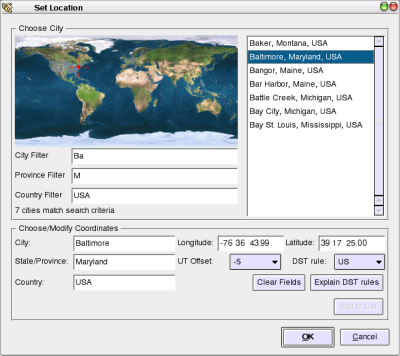 Set Location
Choose City
Baker, Montana, USA
Baltimore, Maryland, USA
Bangor, Maine, USA
Bar Harbor, Maine, USA
Battle Creek, Michigan, USA
Bay City, Michigan, USA
Bay St. Louis, Mississippi, USA
City Filter Ba
Province Filter M
Country Filter USA
7 cities match search criteria
Choose/Modify Coordinates
City: Baltimore Longitude: -76 36 43.99 Latitude: 39 17 25.00
State/Province: Maryland UT Offset: -5 DST rule: US
Country: USA Clear Fields Explain DST rules
Add to List
OK Cancel